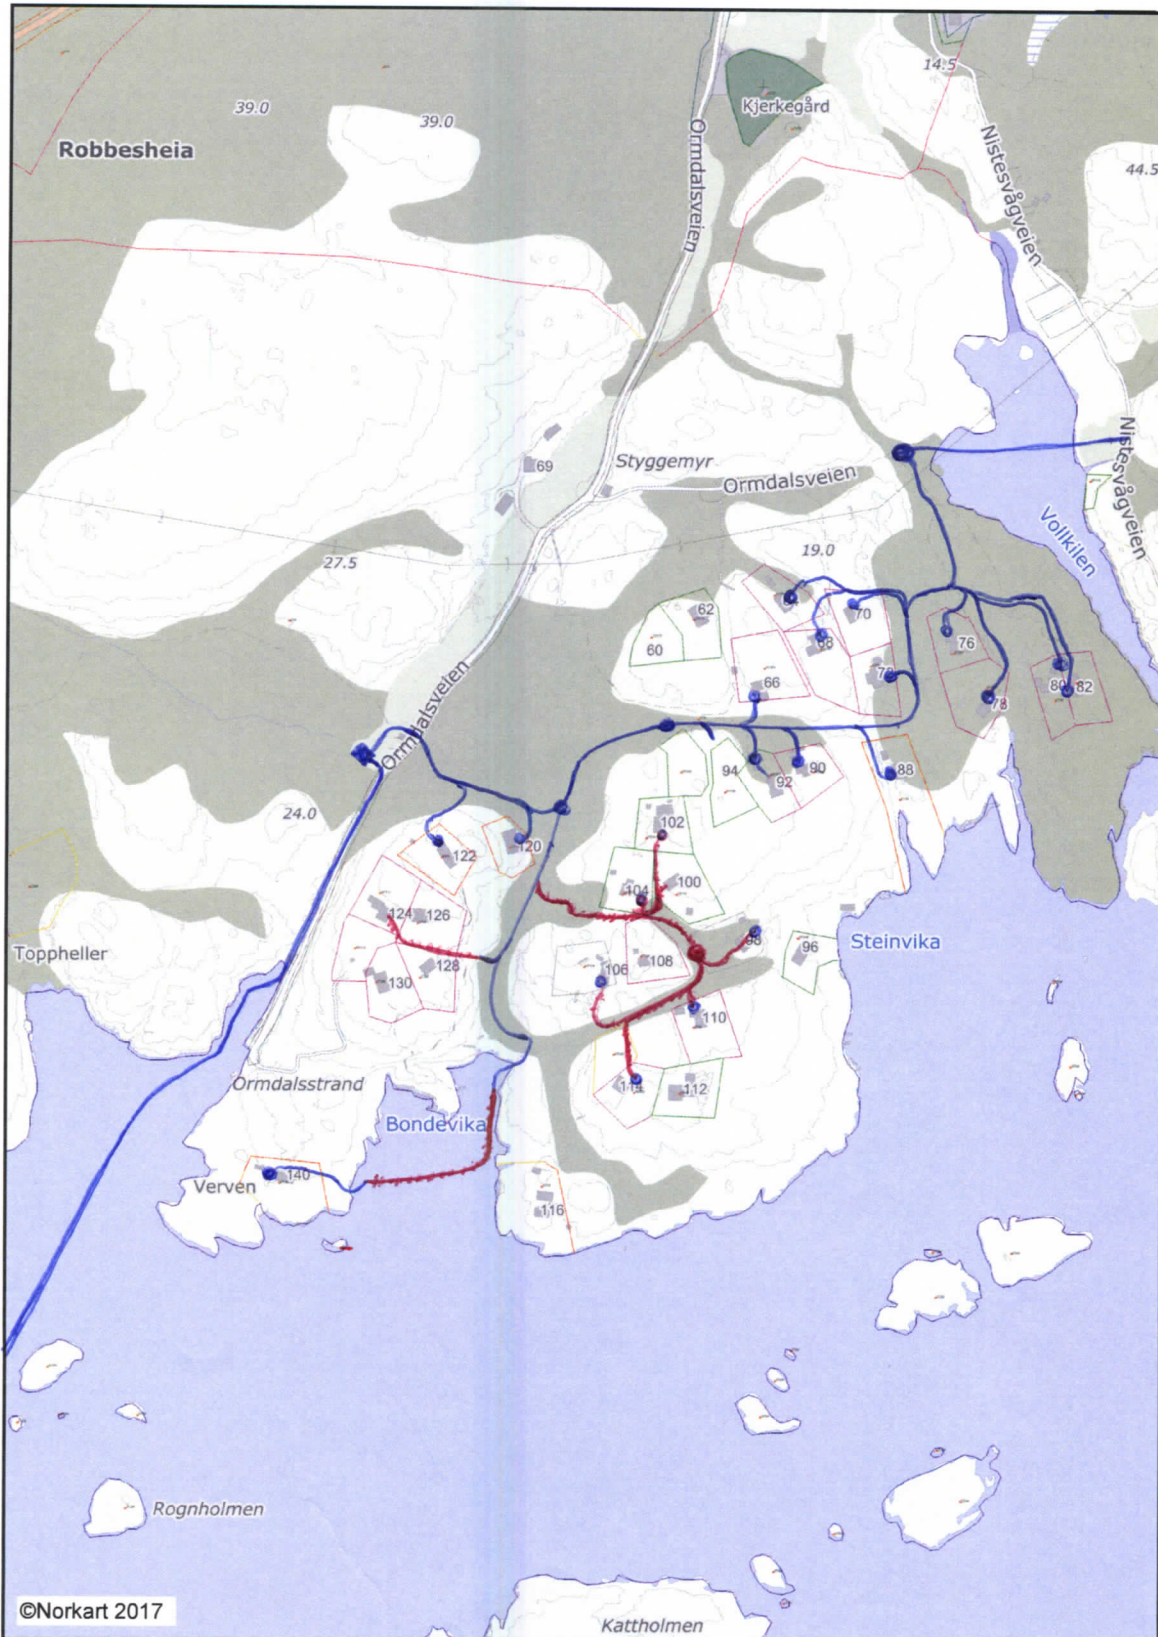 39.0
39.0
Robbesheia
Kjerkegård
14.5
44.5
Ormdalsveien
Nistesvågveien
Nistesvågveien
69
Styggemyr
Ormdalsveien
Vollkilen
27.5
19.0
62
60
70
68
76
66
80
82
78
Ormdalsveien
94
92
90
88
24.0
102
122
120
104
100
124
126
Toppheller
98
96
Steinvika
128
106
108
130
110
Ormdalsstrand
114
112
Bondevika
Verven
140
116
Rognholmen
©Norkart 2017
Kattholmen